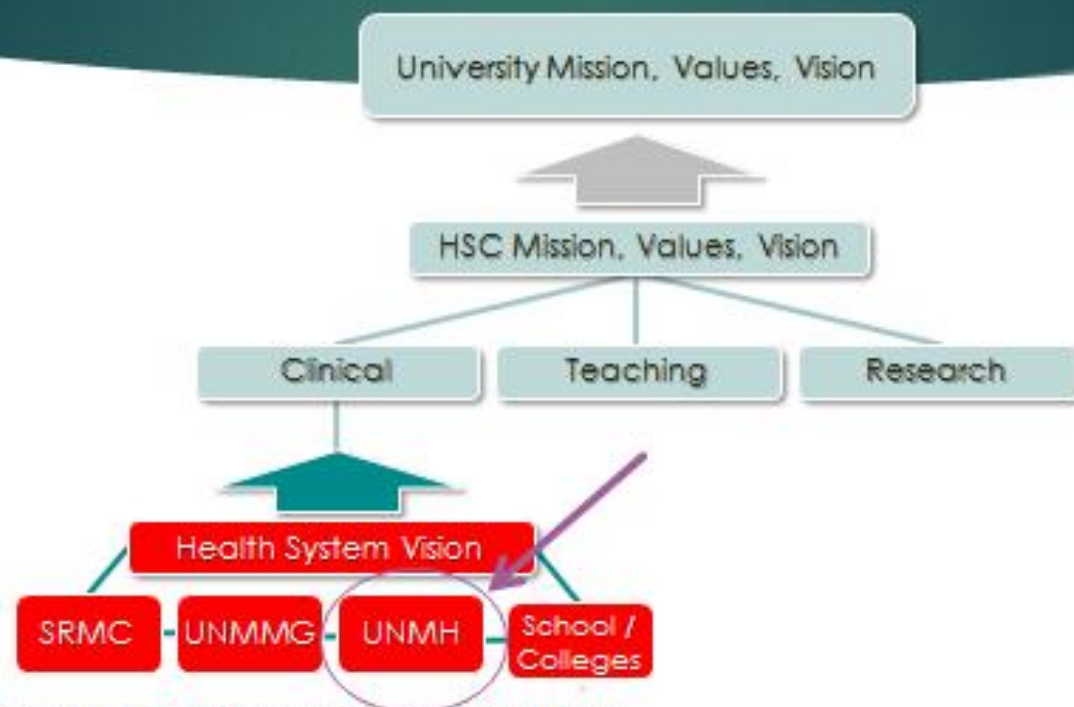 University Mission, Values, Vision
HSC Mission, Values, Vision
Clinical
Teaching
Research
Health System Vision
SRMC
UNMMG
UNMH
School /
Colleges